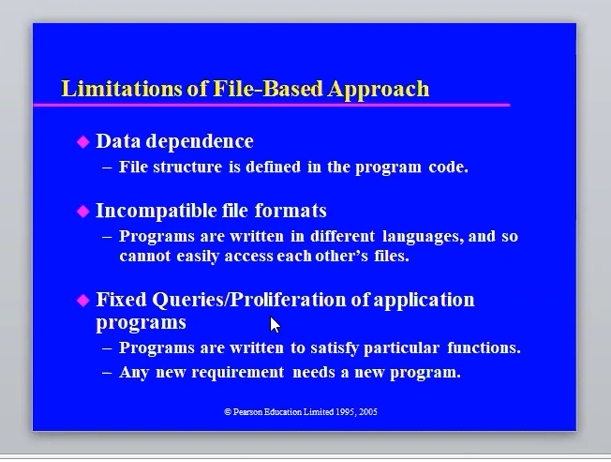 Limitations of File-Based Approach
Data dependence
– File structure is defined in the program code.
Incompatible file formats
– Programs are written in different languages, and so
cannot easily access each other's files.
Fixed Queries/Proliferation of application
programs
– Programs are written to satisfy particular functions.
– Any new requirement needs a new program.
© Pearson Education Limited 1995, 2005